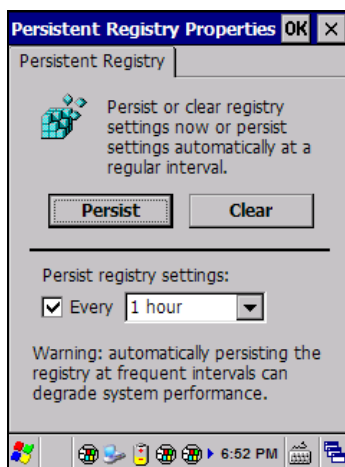 Persistent Registry Properties OK ×
Persistent Registry
Persist or clear registry
settings now or persist
settings automatically at a
regular interval.
Persist Clear
Persist registry settings:
Every 1 hour
Warning: automatically persisting the
registry at frequent intervals can
degrade system performance.
6:52 PM